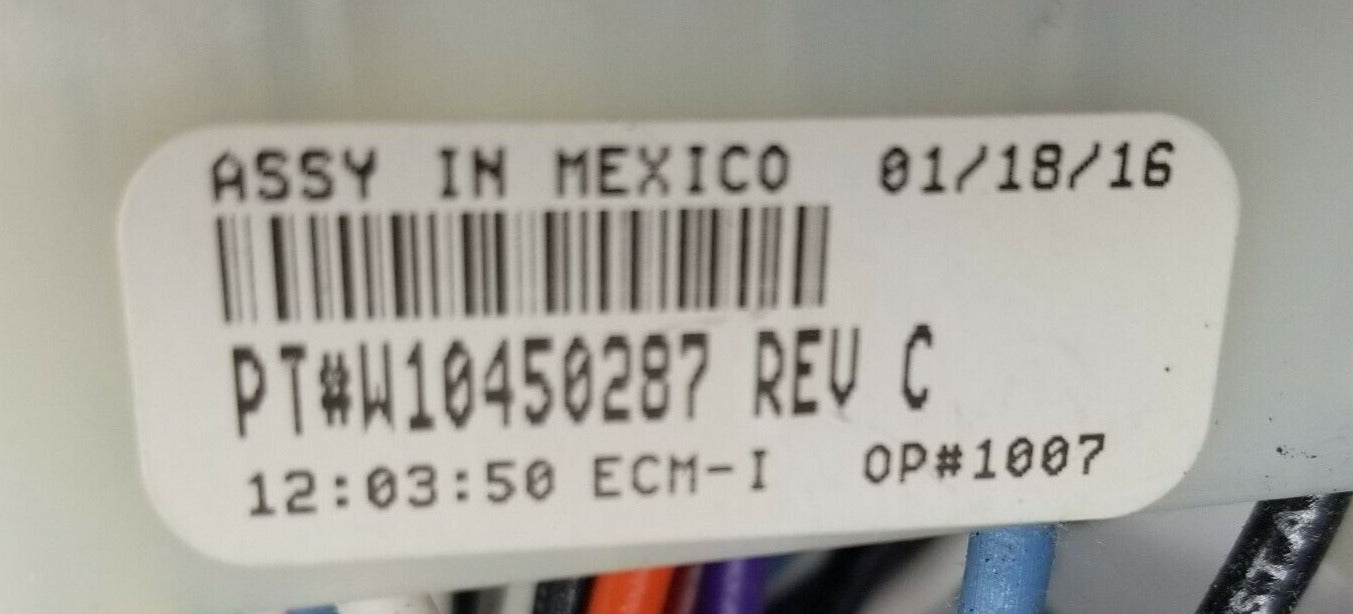 ASSY IN MEXICO 01/18/16
PT#W10450287 REV C
12:03:50 ECM-I OP#1007